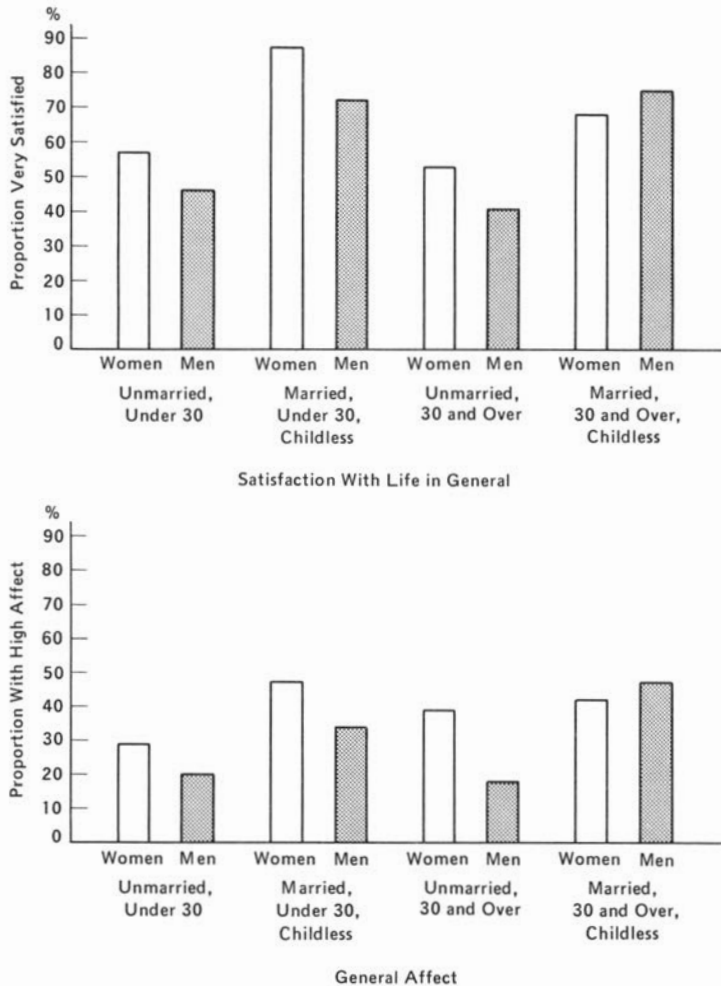 %
90
80
70
60
50
40
30
20
10
0
Proportion Very Satisfied
Women Men Women Men Women Men Women Men
Unmarried, Married, Unmarried, Married,
Under 30 Under 30, 30 and Over 30 and Over,
Childless Childless
Satisfaction With Life in General
%
90
80
70
60
50
40
30
20
10
0
Proportion With High Affect
Women Men Women Men Women Men Women Men
Unmarried, Married, Unmarried, Married,
Under 30 Under 30, 30 and Over 30 and Over,
Childless Childless
General Affect